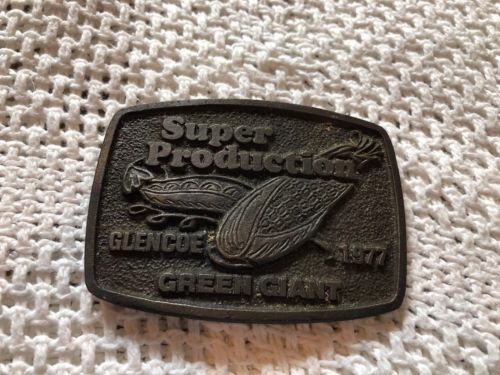 Super
Production
GLENCOE 1977
GREEN GIANT